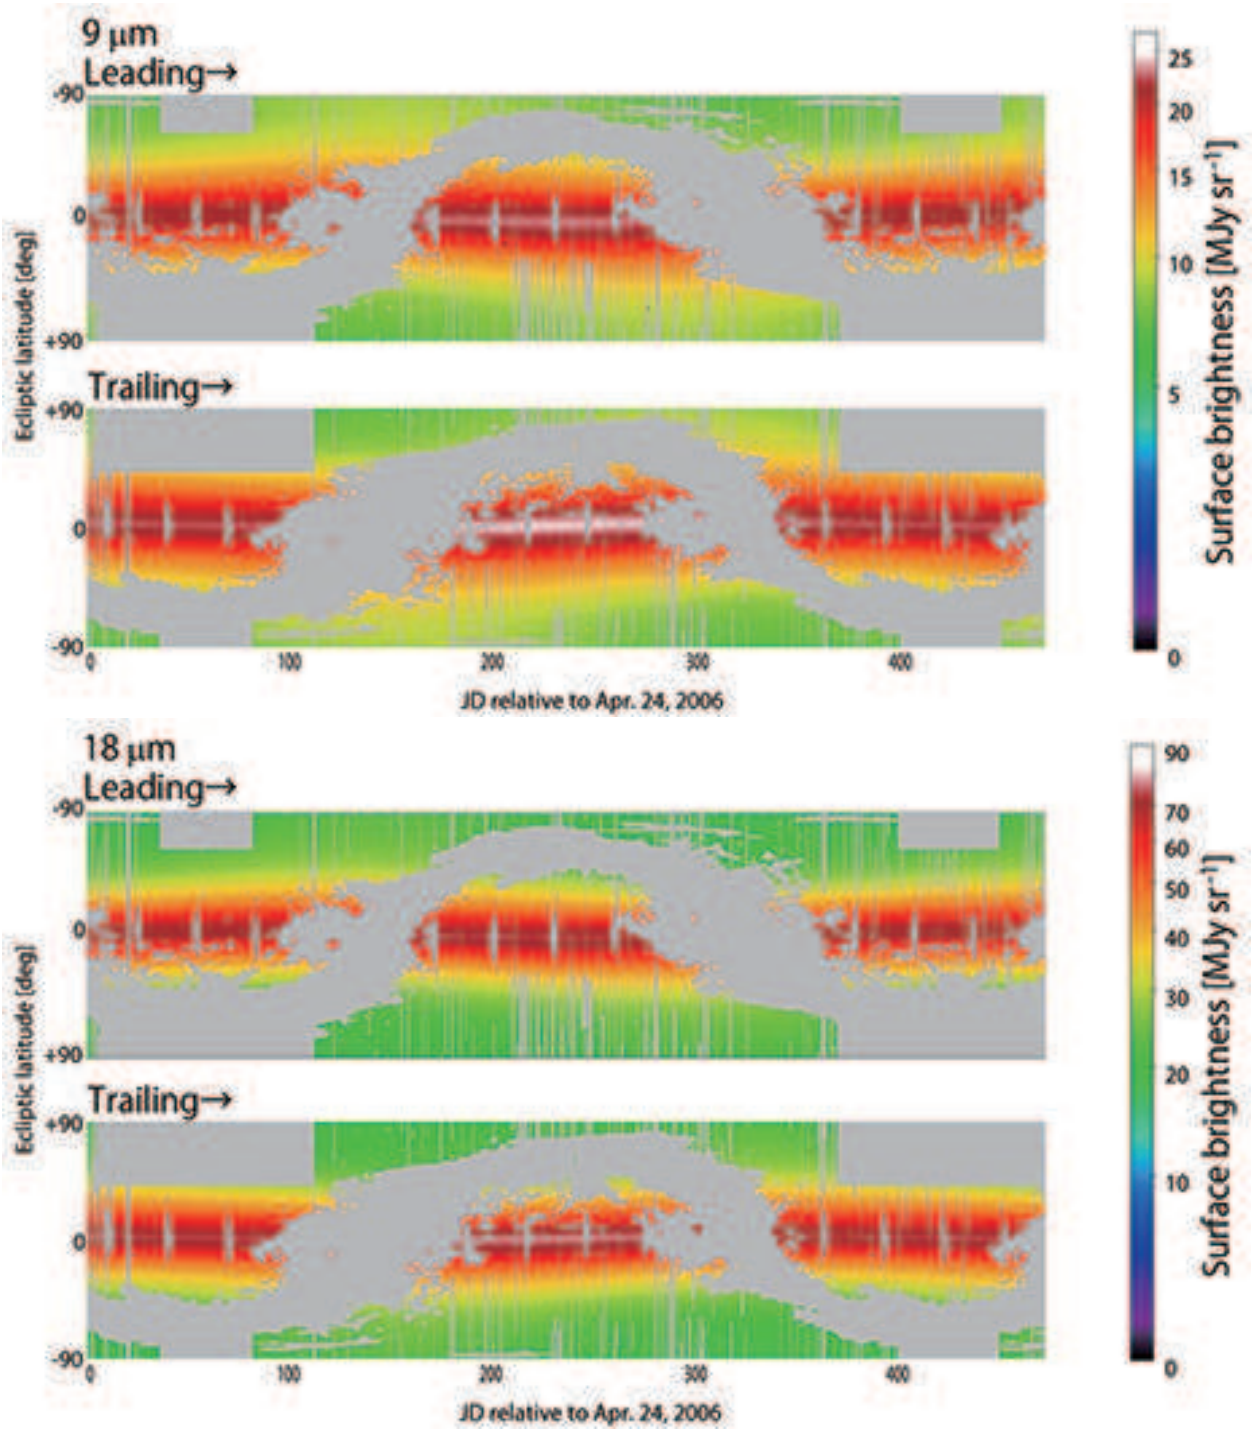 9 μm
Leading→
-90
0
+90
Trailing→
+90
0
-90
Ecliptic latitude [deg]
0 100 200 300 400
JD relative to Apr. 24, 2006
25
20
15
10
5
0
Surface brightness [MJy sr⁻¹]
18 μm
Leading→
-90
0
+90
Trailing→
+90
0
-90
Ecliptic latitude [deg]
0 100 200 300 400
JD relative to Apr. 24, 2006
90
70
60
50
40
30
20
10
0
Surface brightness [MJy sr⁻¹]